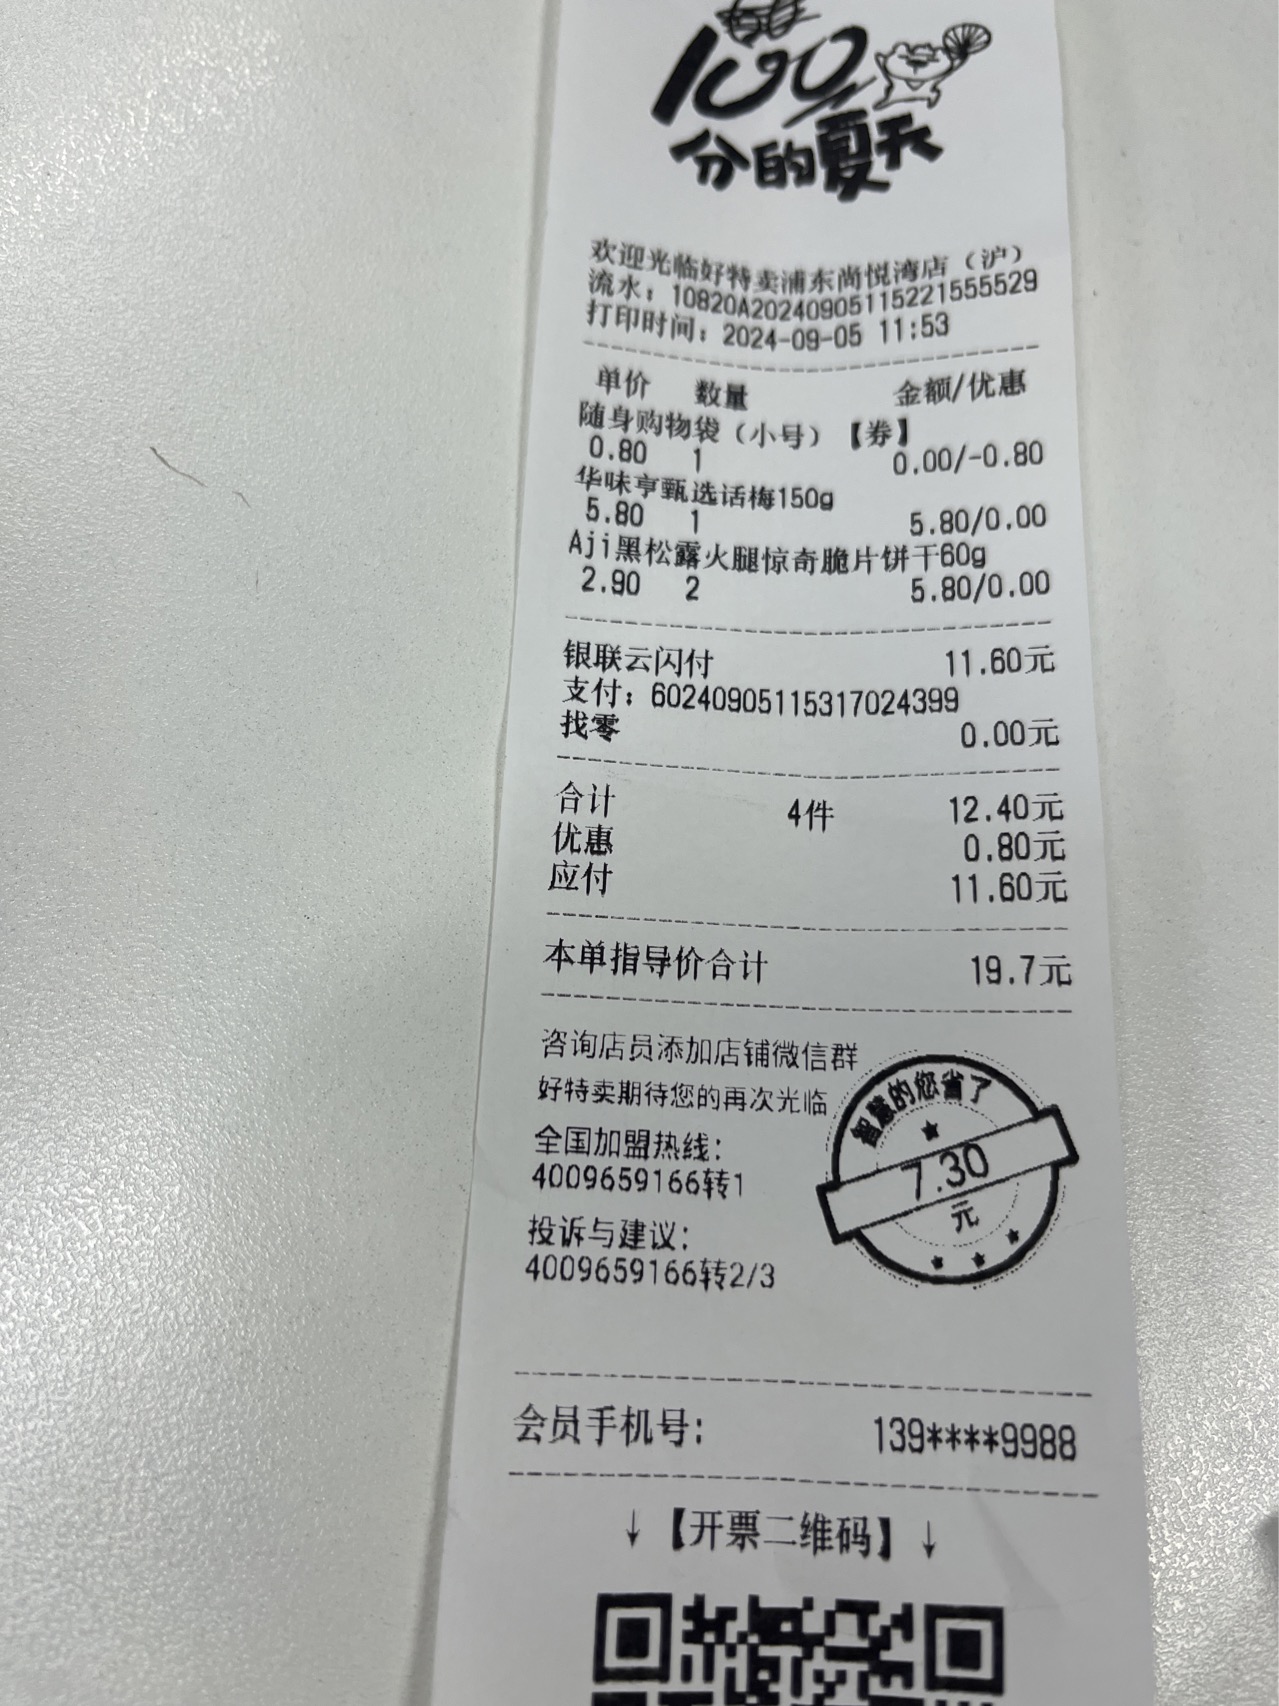 100
分的夏天
欢迎光临好特卖浦东尚悦湾店（沪）
流水：10820A20240905115221555529
打印时间：2024-09-05 11:53
单价 数量 金额/优惠
随身购物袋（小号）【券】
0.80 1 0.00/-0.80
华味亨甄选话梅150g
5.80 1 5.80/0.00
Aji黑松露火腿惊奇脆片饼干60g
2.90 2 5.80/0.00
银联云闪付 11.60元
支付：60240905115317024399
找零 0.00元
合计 4件 12.40元
优惠 0.80元
应付 11.60元
本单指导价合计 19.7元
咨询店员添加店铺微信群
好特卖期待您的再次光临
全国加盟热线：
4009659166转1
投诉与建议：
4009659166转2/3
智慧的您省了
7.30
元
会员手机号： 139****9988
↓【开票二维码】↓